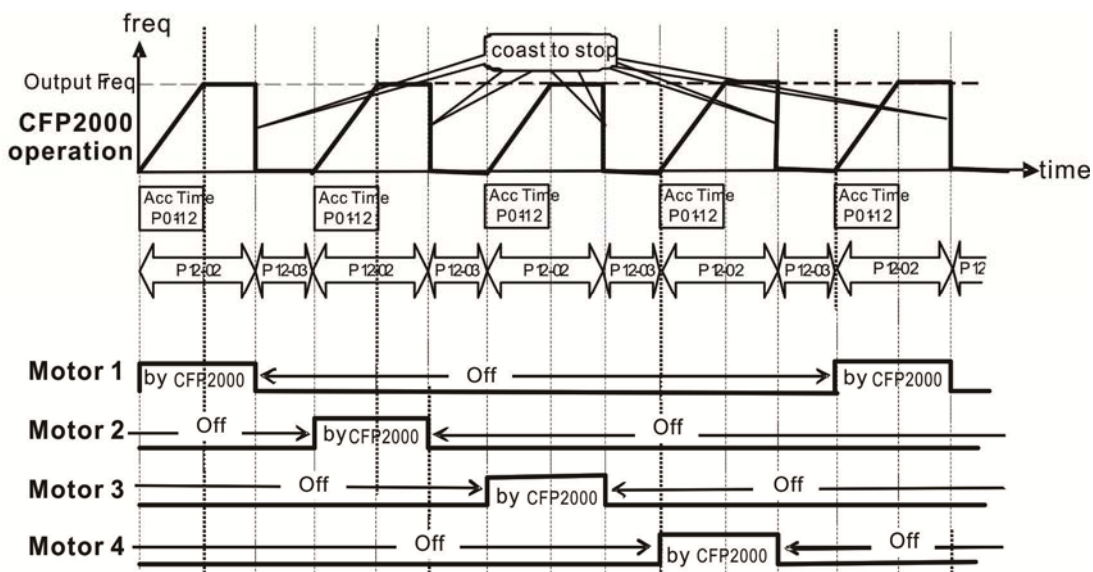 freq
coast to stop
Output Freq
CFP2000
operation
time
Acc Time
P01-12
Acc Time
P01-12
Acc Time
P01-12
Acc Time
P01-12
Acc Time
P01-12
P12-02 P12-03 P12-02 P12-03 P12-02 P12-03 P12-02 P12-03 P12-02 P12
Motor 1 by CFP2000 Off by CFP2000
Motor 2 Off by CFP2000 Off
Motor 3 Off by CFP2000 Off
Motor 4 Off by CFP2000 Off